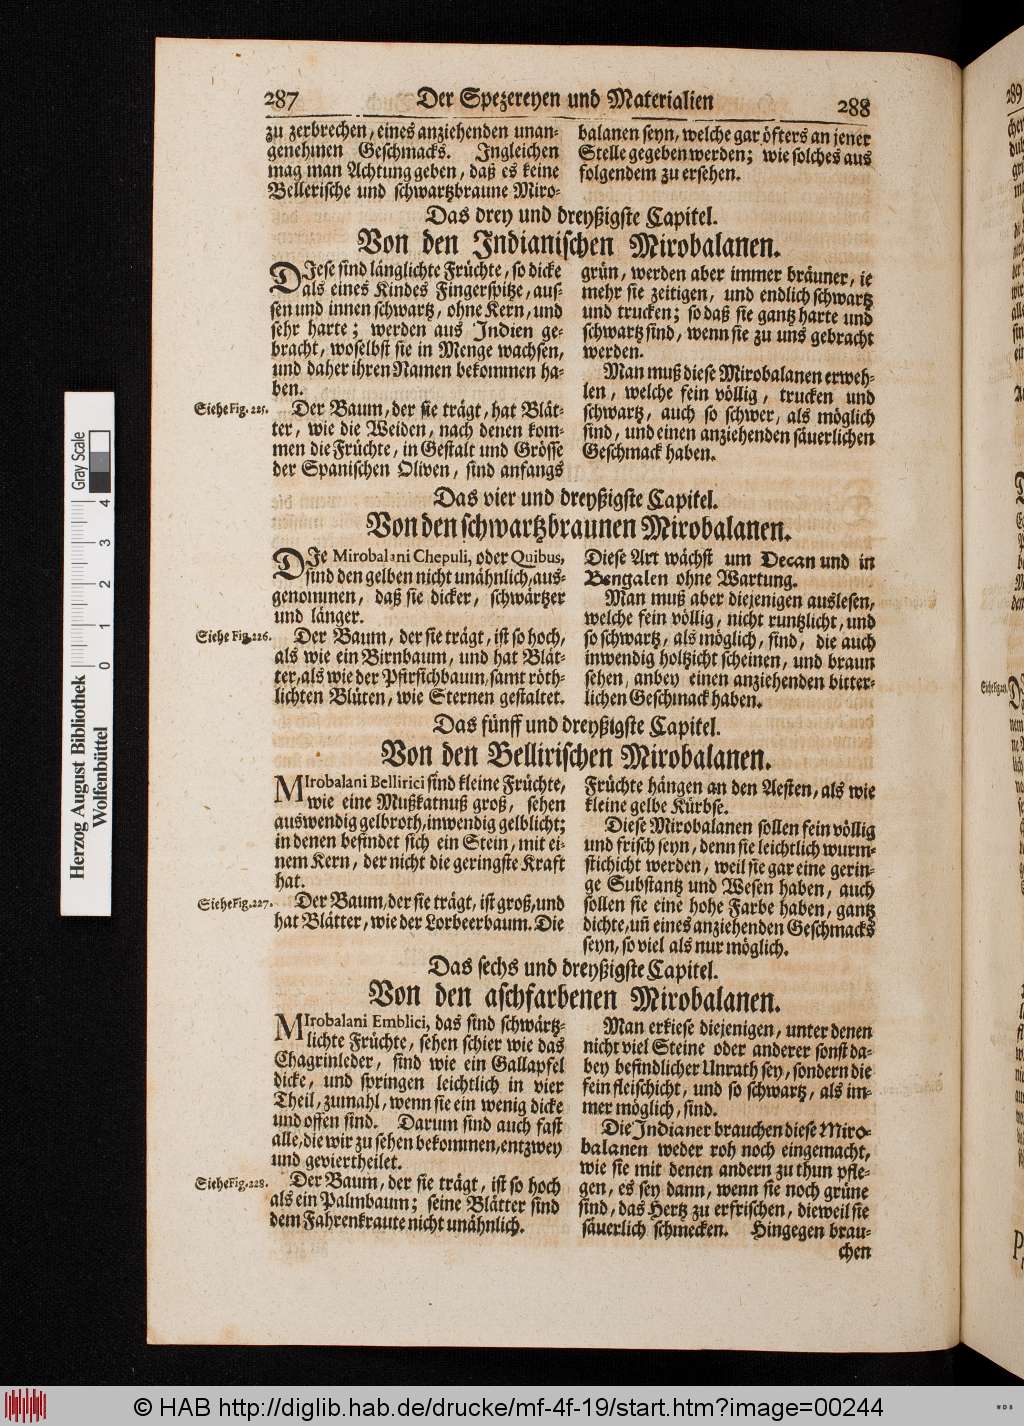 287
Der Spezereyen und Materialien
288
zu zerbrechen, eines anziehenden unan-
genehmen Geschmacks. Ingleichen
mag man Achtung geben, daß es keine
Bellerische und schwartzbraune Miro-
balanen seyn, welche gar öfters an jener
Stelle gegeben werden; wie solches aus
folgendem zu ersehen.
Das drey und dreyßigste Capitel.
Von den Indianischen Mirobalanen.
DIese sind länglichte Früchte, so dicke
als eines Kindes Fingerspitze, aus-
sen und innen schwartz, ohne Kern, und
sehr harte; werden aus Indien ge-
bracht, woselbst sie in Menge wachsen,
und daher ihren Namen bekommen ha-
ben.
Siehe Fig. 225.
Der Baum, der sie trägt, hat Blät-
ter, wie die Weiden, nach denen kom-
men die Früchte, in Gestalt und Grösse
der Spanischen Oliven, sind anfangs
grün, werden aber immer bräuner, ie
mehr sie zeitigen, und endlich schwartz
und trucken; so daß sie gantz harte und
schwartz sind, wenn sie zu uns gebracht
werden.
Man muß diese Mirobalanen erweh-
len, welche fein völlig, trucken und
schwartz, auch so schwer, als möglich
sind, und einen anziehenden säuerlichen
Geschmack haben.
Das vier und dreyßigste Capitel.
Von den schwartzbraunen Mirobalanen.
DIe Mirobalani Chepuli, oder Quibus,
sind den gelben nicht unähnlich, aus-
genommen, daß sie dicker, schwärtzer
und länger.
Siehe Fig. 226.
Der Baum, der sie trägt, ist so hoch,
als wie ein Birnbaum, und hat Blät-
ter, als wie der Pfirsichbaum, samt röth-
lichten Blüten, wie Sternen gestaltet.
Diese Art wächst um Decan und in
Bengalen ohne Wartung.
Man muß aber diejenigen auslesen,
welche fein völlig, nicht runtzlicht, und
so schwartz, als möglich, sind, die auch
inwendig holtzicht scheinen, und braun
sehen, anbey einen anziehenden bitter-
lichen Geschmack haben.
Das fünff und dreyßigste Capitel.
Von den Bellirischen Mirobalanen.
MIrobalani Bellirici sind kleine Früchte,
wie eine Mußkatnuß groß, sehen
auswendig gelbroth, inwendig gelblicht;
in denen befindet sich ein Stein, mit ei-
nem Kern, der nicht die geringste Kraft
hat.
Siehe Fig. 227.
Der Baum, der sie trägt, ist groß, und
hat Blätter, wie der Lorbeerbaum. Die
Früchte hängen an den Aesten, als wie
kleine gelbe Kürbse.
Diese Mirobalanen sollen fein völlig
und frisch seyn, denn sie leichtlich wurm-
stichicht werden, weil sie gar eine gerin-
ge Substantz und Wesen haben, auch
sollen sie eine hohe Farbe haben, gantz
dichte, uñ eines anziehenden Geschmacks
seyn, so viel als nur möglich.
Das sechs und dreyßigste Capitel.
Von den aschfarbenen Mirobalanen.
MIrobalani Emblici, das sind schwärtz-
lichte Früchte, sehen schier wie das
Chagrinleder, sind wie ein Gallapfel
dicke, und springen leichtlich in vier
Theil, zumahl, wenn sie ein wenig dicke
und offen sind. Darum sind auch fast
alle, die wir zu sehen bekommen, entzwey
und geviertheilet.
Siehe Fig. 228.
Der Baum, der sie trägt, ist so hoch
als ein Palmbaum; seine Blätter sind
dem Fahrenkraute nicht unähnlich.
Man erkiese diejenigen, unter denen
nicht viel Steine oder anderer sonst da-
bey befindlicher Unrath sey, sondern die
fein fleischicht, und so schwartz, als im-
mer möglich, sind.
Die Indianer brauchen diese Miro-
balanen weder roh noch eingemacht,
wie sie mit denen andern zu thun pfle-
gen, es sey dann, wenn sie noch grüne
sind, das Hertz zu erfrischen, dieweil sie
säuerlich schmecken. Hingegen brau-
chen
289
Herzog August Bibliothek
Wolfenbüttel
0 1 2 3 4
Gray Scale
© HAB http://diglib.hab.de/drucke/mf-4f-19/start.htm?image=00244